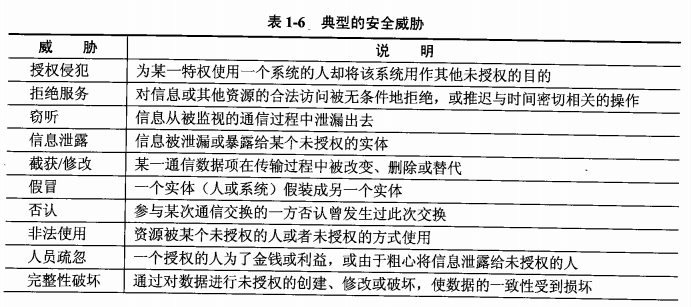 表 1-6 典型的安全威胁
威 胁 说 明
授权侵犯 为某一特权使用一个系统的人却将该系统用作其他未授权的目的
拒绝服务 对信息或其他资源的合法访问被无条件地拒绝，或推迟与时间密切相关的操作
窃听 信息从被监视的通信过程中泄漏出去
信息泄露 信息被泄漏或暴露给某个未授权的实体
截获/修改 某一通信数据项在传输过程中被改变、删除或替代
假冒 一个实体（人或系统）假装成另一个实体
否认 参与某次通信交换的一方否认曾发生过此次交换
非法使用 资源被某个未授权的人或者未授权的方式使用
人员疏忽 一个授权的人为了金钱或利益，或由于粗心将信息泄露给未授权的人
完整性破坏 通过对数据进行未授权的创建、修改或破坏，使数据的一致性受到损坏